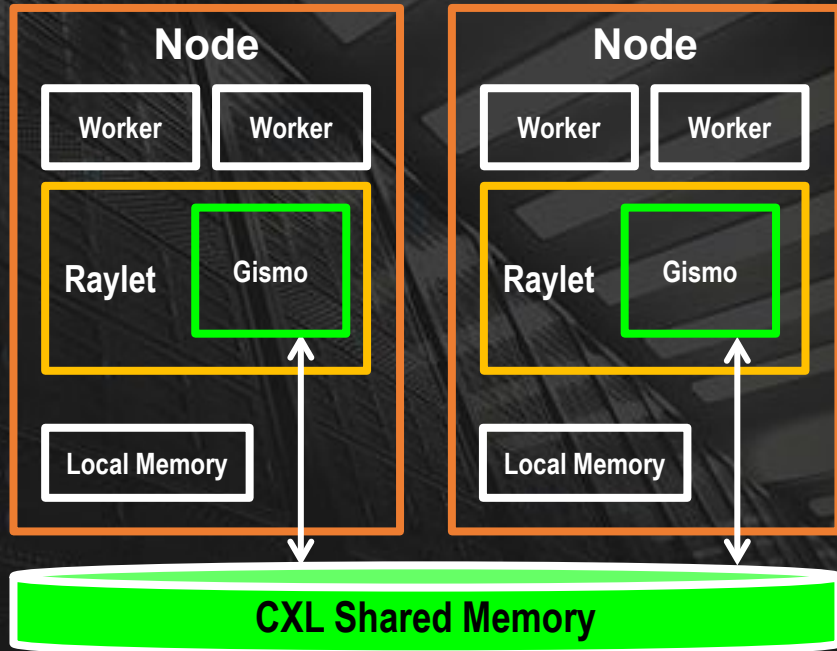 Node
Worker
Worker
Raylet
Gismo
Local Memory
Node
Worker
Worker
Raylet
Gismo
Local Memory
CXL Shared Memory